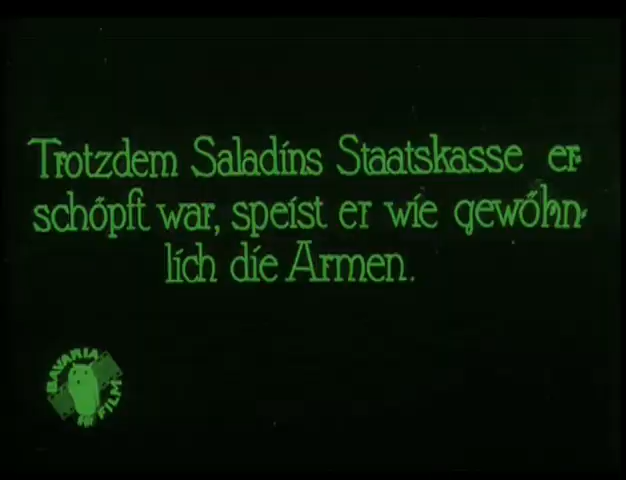 Trotzdem Saladins Staatskasse er-
schöpft war, speist er wie gewöhn-
lich die Armen.
BAVARIA
FILM